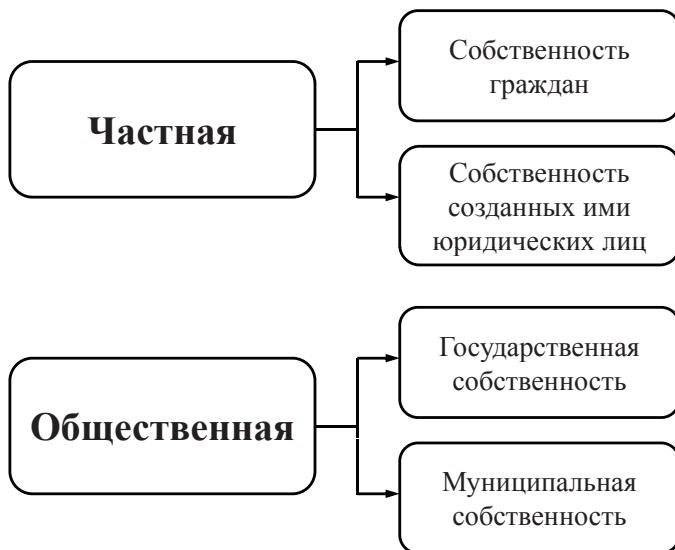 Частная
Собственность
граждан
Собственность
созданных ими
юридических лиц
Общественная
Государственная
собственность
Муниципальная
собственность